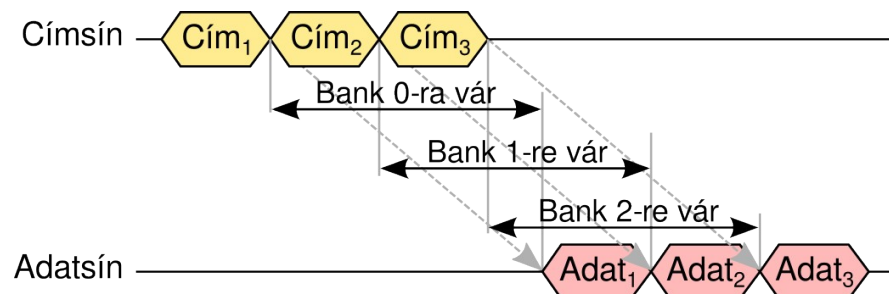 Címsín Cím₁ Cím₂ Cím₃
Bank 0-ra vár
Bank 1-re vár
Bank 2-re vár
Adatsín Adat₁ Adat₂ Adat₃